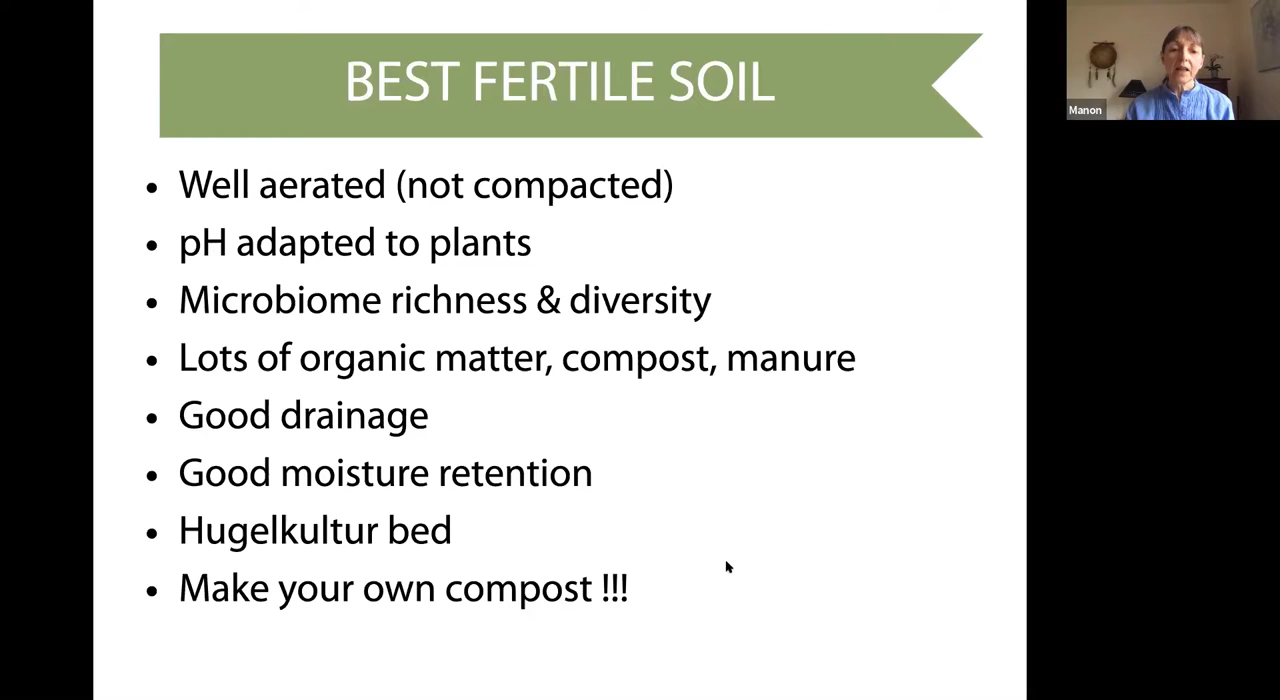 BEST FERTILE SOIL
• Well aerated (not compacted)
• pH adapted to plants
• Microbiome richness & diversity
• Lots of organic matter, compost, manure
• Good drainage
• Good moisture retention
• Hugelkultur bed
• Make your own compost !!!
Manon